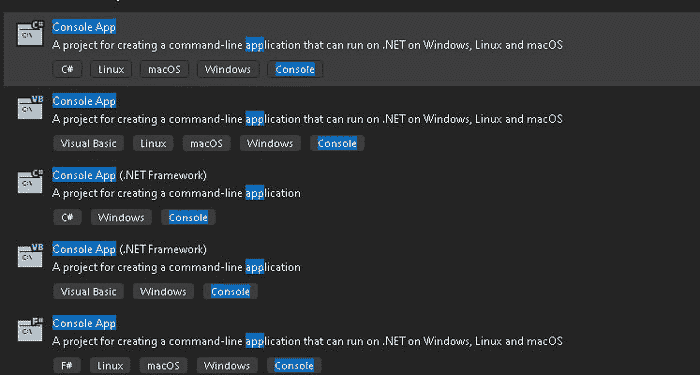 C#
C:\
Console App
A project for creating a command-line application that can run on .NET on Windows, Linux and macOS
C# Linux macOS Windows Console
VB
C:\
Console App
A project for creating a command-line application that can run on .NET on Windows, Linux and macOS
Visual Basic Linux macOS Windows Console
C#
C:\
Console App (.NET Framework)
A project for creating a command-line application
C# Windows Console
VB
C:\
Console App (.NET Framework)
A project for creating a command-line application
Visual Basic Windows Console
F#
C:\
Console App
A project for creating a command-line application that can run on .NET on Windows, Linux and macOS
F# Linux macOS Windows Console